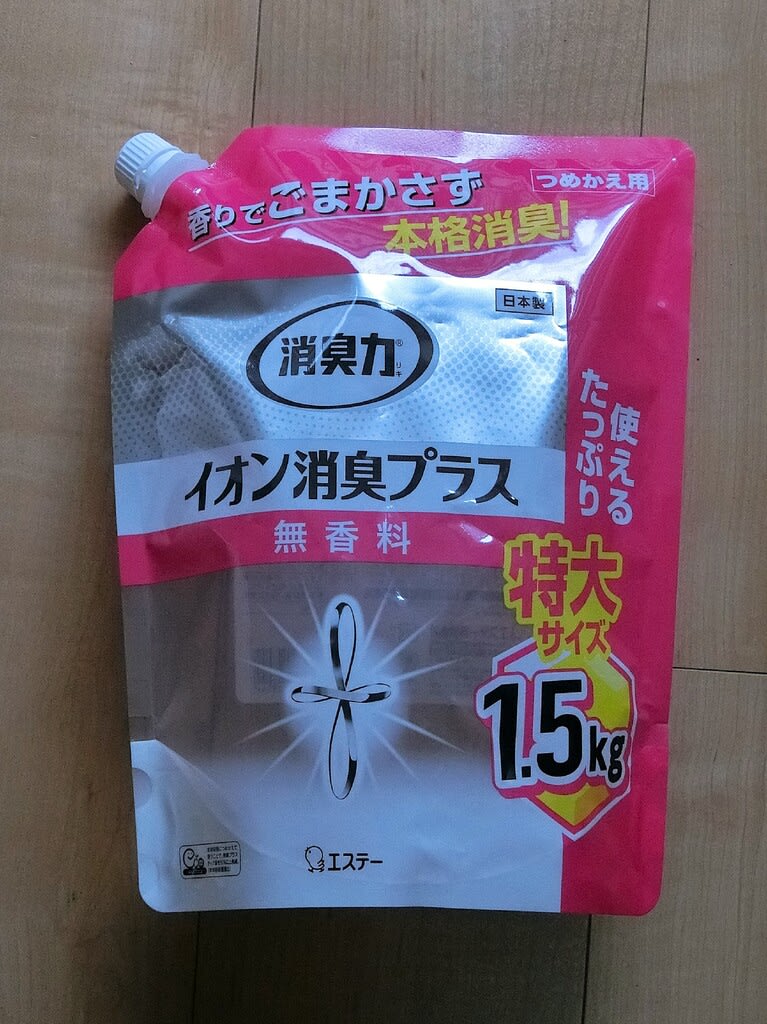 つめかえ用
香りでごまかさず
本格消臭!
日本製
消臭力®
リキ
イオン消臭プラス
無香料
たっぷり
使える
特大
サイズ
1.5kg
エステー